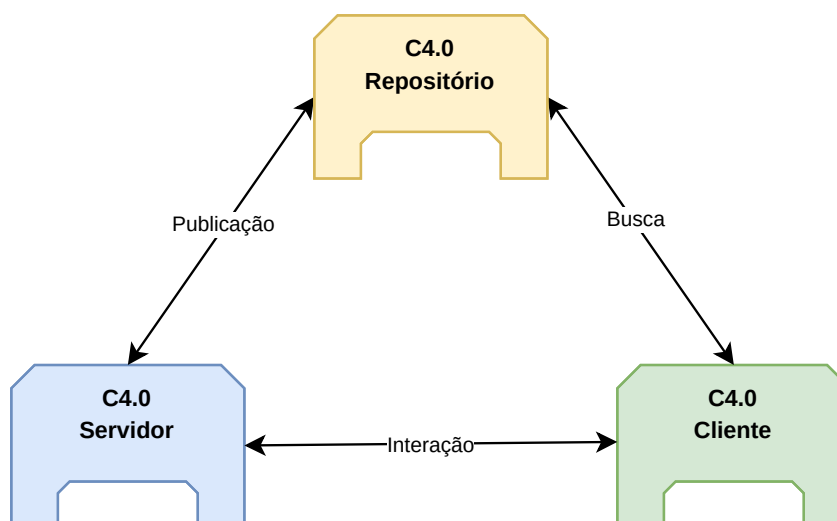 C4.0
Repositório
Publicação
Busca
C4.0
Servidor
Interação
C4.0
Cliente